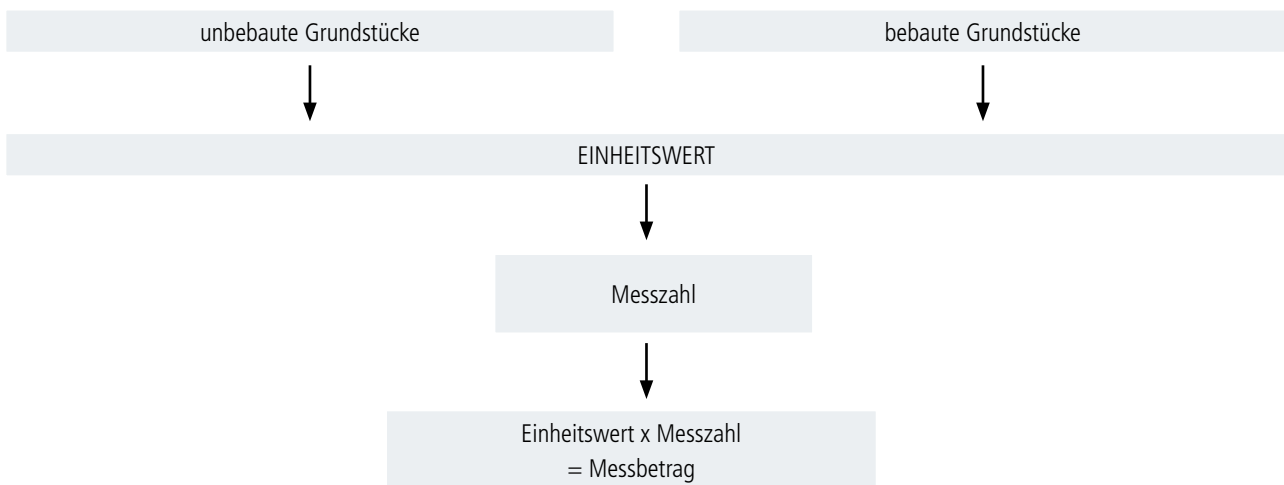 unbebaute Grundstücke
bebaute Grundstücke
EINHEITSWERT
Messzahl
Einheitswert x Messzahl
= Messbetrag